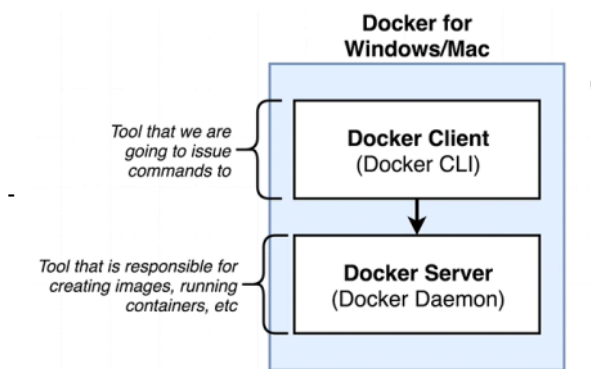 Docker for
Windows/Mac
Tool that we are
going to issue
commands to
Docker Client
(Docker CLI)
-
Tool that is responsible for
creating images, running
containers, etc
Docker Server
(Docker Daemon)